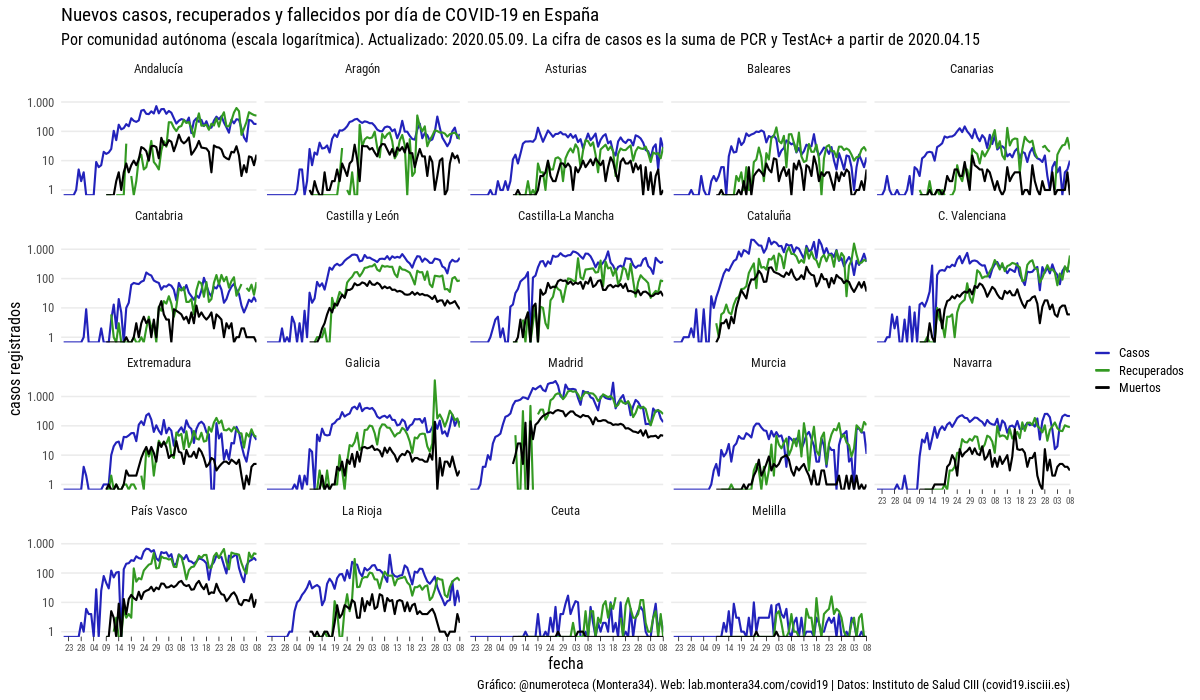 Nuevos casos, recuperados y fallecidos por día de COVID-19 en España
Por comunidad autónoma (escala logarítmica). Actualizado: 2020.05.09. La cifra de casos es la suma de PCR y TestAc+ a partir de 2020.04.15
Andalucía Aragón Asturias Baleares Canarias
1.000
100
10
1
Cantabria Castilla y León Castilla-La Mancha Cataluña C. Valenciana
1.000
100
10
1
casos registrados
Extremadura Galicia Madrid Murcia Navarra
1.000
100
10
1
23 28 04 09 14 19 24 29 03 08 13 18 23 28 03 08
País Vasco La Rioja Ceuta Melilla
1.000
100
10
1
23 28 04 09 14 19 24 29 03 08 13 18 23 28 03 08 23 28 04 09 14 19 24 29 03 08 13 18 23 28 03 08 23 28 04 09 14 19 24 29 03 08 13 18 23 28 03 08 23 28 04 09 14 19 24 29 03 08 13 18 23 28 03 08
fecha
Casos
Recuperados
Muertos
Gráfico: @numeroteca (Montera34). Web: lab.montera34.com/covid19 | Datos: Instituto de Salud CIII (covid19.isciii.es)